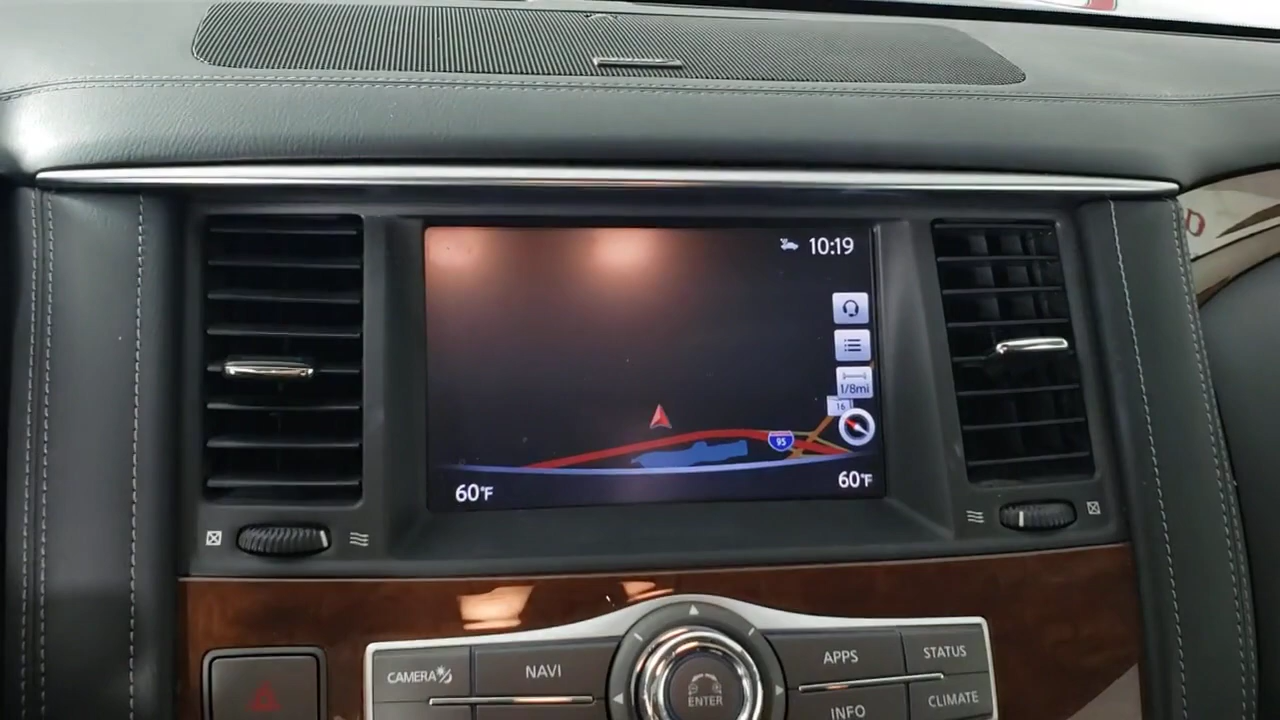 10:19
1/8mi
16
95
60°F
60°F
CAMERA
NAVI
ENTER
APPS
STATUS
INFO
CLIMATE